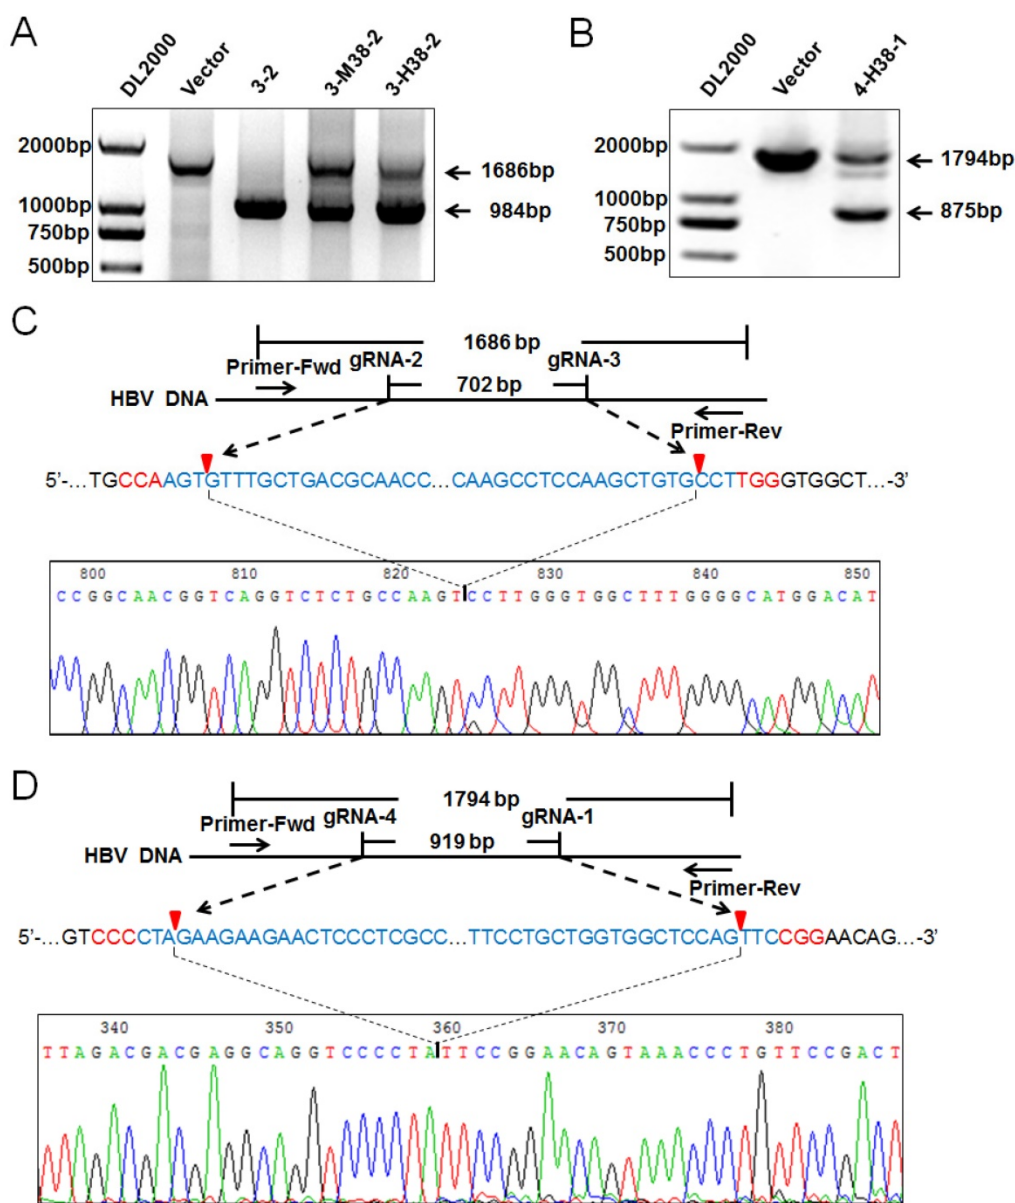 A
DL2000 Vector 3-2 3-M38-2 3-H38-2
2000bp
1000bp
750bp
500bp
1686bp
984bp
B
DL2000 Vector 4-H38-1
2000bp
1000bp
750bp
500bp
1794bp
875bp
C
1686 bp
Primer-Fwd gRNA-2 gRNA-3
702 bp
HBV DNA
Primer-Rev
5'-...TGCCAAGTGTTTGCTGACGCAACC...CAAGCCTCCAAGCTGTGCCTTGGGTGGCT...-3'
800 810 820 830 840 850
CCGGCAACGGTCAGGTCTCTGCCAAGTCCTTGGGTGGCTTTGGGGCATGGACAT
D
1794 bp
Primer-Fwd gRNA-4 gRNA-1
919 bp
HBV DNA
Primer-Rev
5'-...GTCCCCTAGAAGAAGAACTCCCTCGCC...TTCCTGCTGGTGGCTCCAGTTCCGGAACAG...-3'
340 350 360 370 380
TTAGACGACGAGGCAGGTCCCCTATTCCGGAACAGTAAACCCTGTTCCGACT